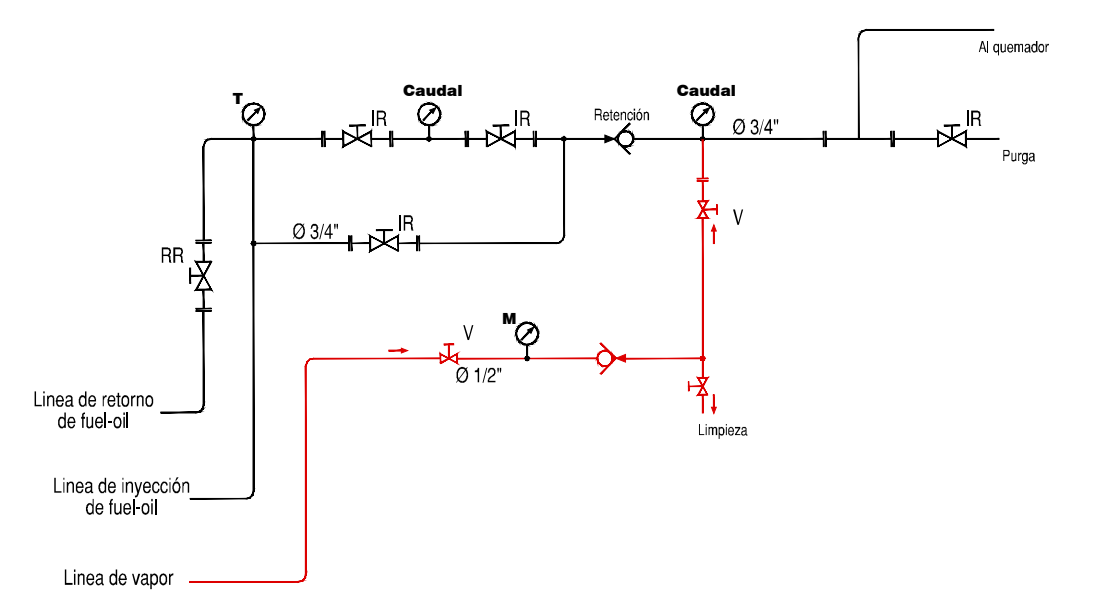 Al quemador
T
Caudal
Caudal
IR
IR
Retención
Ø 3/4"
IR
Purga
Ø 3/4"
IR
V
RR
M
V
Ø 1/2"
Linea de retorno
de fuel-oil
Limpieza
Linea de inyección
de fuel-oil
Linea de vapor